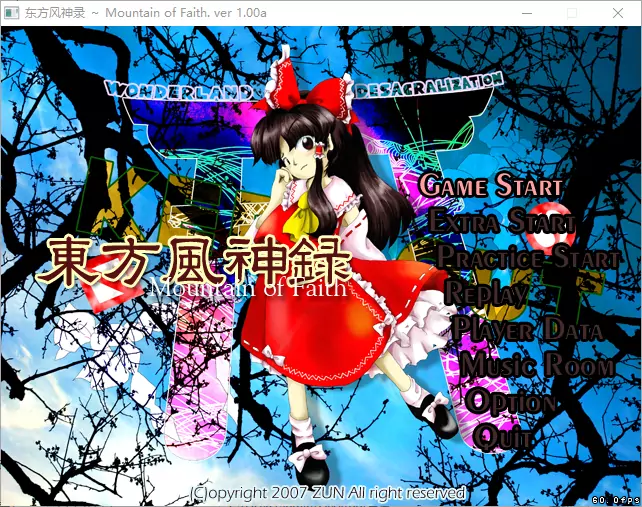 东方风神录 ~ Mountain of Faith. ver 1.00a
WONDERLANDS DESACRALIZATION
東方風神録
Mountain of Faith
Game Start
Extra Start
Practice Start
Replay
Player Data
Music Room
Option
Quit
(C)opyright 2007 ZUN All right reserved
60.0fps